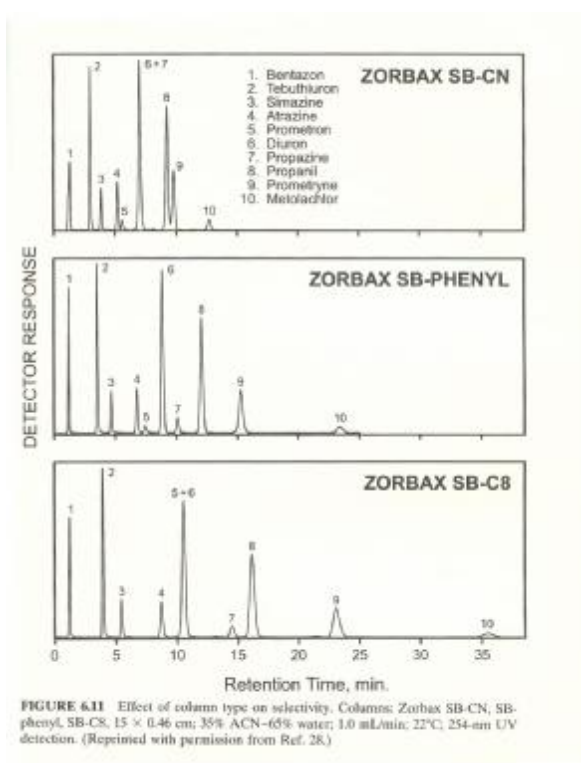 ZORBAX SB-CN
1. Bentazon
2. Tebuthiuron
3. Simazine
4. Atrazine
5. Prometron
6. Diuron
7. Propazine
8. Propanil
9. Prometryne
10. Metolachlor
1
2
3
4
5
6+7
8
9
10
ZORBAX SB-PHENYL
1
2
3
4
5
6
7
8
9
10
ZORBAX SB-C8
1
2
3
4
5+6
7
8
9
10
DETECTOR RESPONSE
0 5 10 15 20 25 30 35
Retention Time, min.
FIGURE 6.11 Effect of column type on selectivity. Columns: Zorbax SB-CN, SB-
phenyl, SB-C8, 15 × 0.46 cm; 35% ACN–65% water; 1.0 mL/min; 22°C; 254-nm UV
detection. (Reprinted with permission from Ref. 28.)